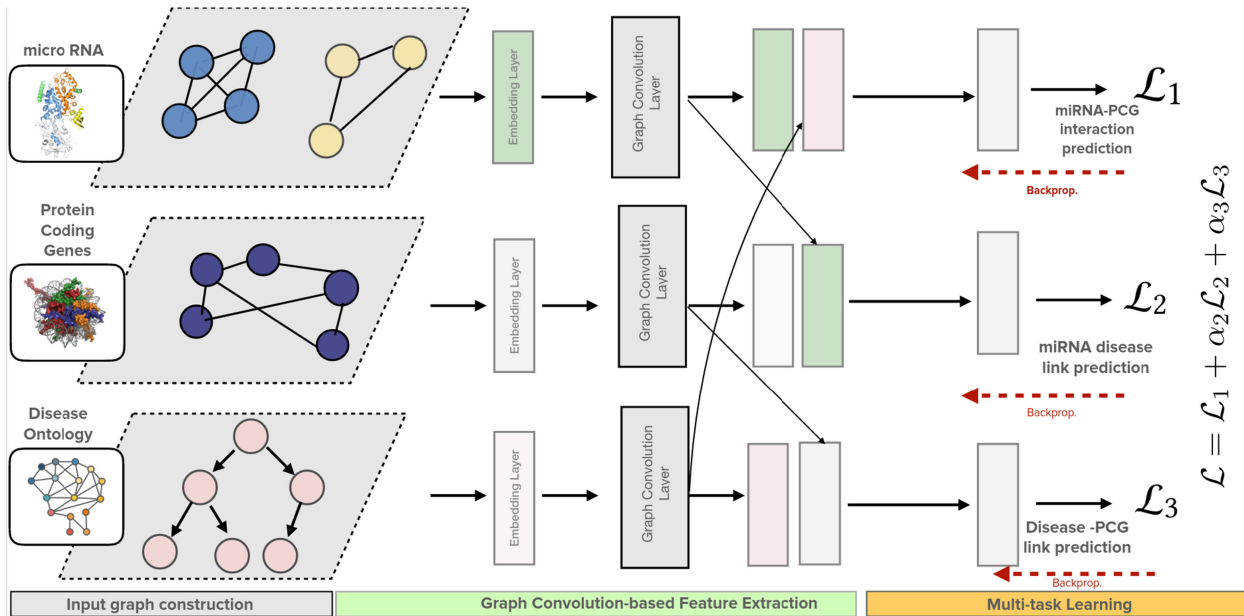 micro RNA
Embedding Layer
Graph Convolution
Layer
ℒ₁
miRNA-PCG
interaction
prediction
Backprop.
Protein
Coding
Genes
Embedding Layer
Graph Convolution
Layer
ℒ₂
miRNA disease
link prediction
Backprop.
Disease
Ontology
Embedding Layer
Graph Convolution
Layer
ℒ₃
Disease -PCG
link prediction
Backprop.
ℒ = ℒ₁ + α₂ℒ₂ + α₃ℒ₃
Input graph construction
Graph Convolution-based Feature Extraction
Multi-task Learning